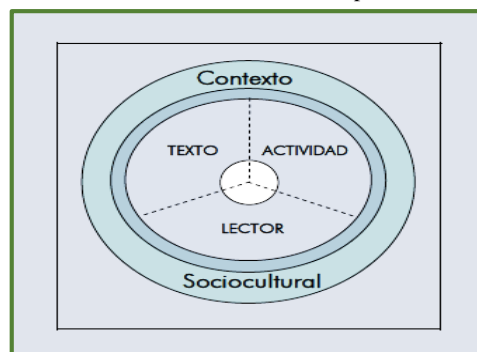 Contexto
TEXTO
ACTIVIDAD
LECTOR
Sociocultural